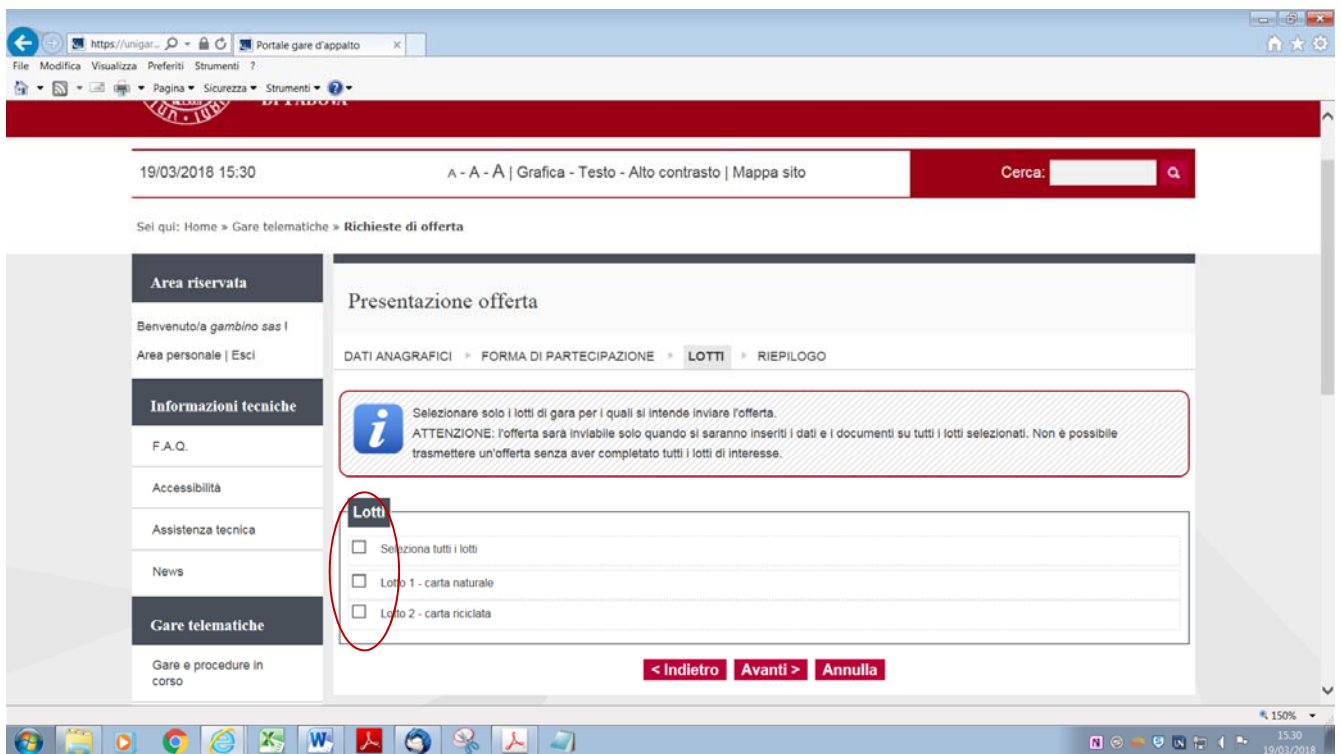 https://unigar...
Portale gare d'appalto
File Modifica Visualizza Preferiti Strumenti ?
Pagina Sicurezza Strumenti
DI PADOVA
19/03/2018 15:30
A - A - A | Grafica - Testo - Alto contrasto | Mappa sito
Cerca:
Sei qui: Home » Gare telematiche » Richieste di offerta
Area riservata
Benvenuto/a gambino sas !
Area personale | Esci
Informazioni tecniche
F.A.Q.
Accessibilità
Assistenza tecnica
News
Gare telematiche
Gare e procedure in
corso
Presentazione offerta
DATI ANAGRAFICI FORMA DI PARTECIPAZIONE LOTTI RIEPILOGO
Selezionare solo i lotti di gara per i quali si intende inviare l'offerta.
ATTENZIONE: l'offerta sarà inviabile solo quando si saranno inseriti i dati e i documenti su tutti i lotti selezionati. Non è possibile
trasmettere un'offerta senza aver completato tutti i lotti di interesse.
Lotti
Seleziona tutti i lotti
Lotto 1 - carta naturale
Lotto 2 - carta riciclata
< Indietro Avanti > Annulla
150%
15.30
19/03/2018